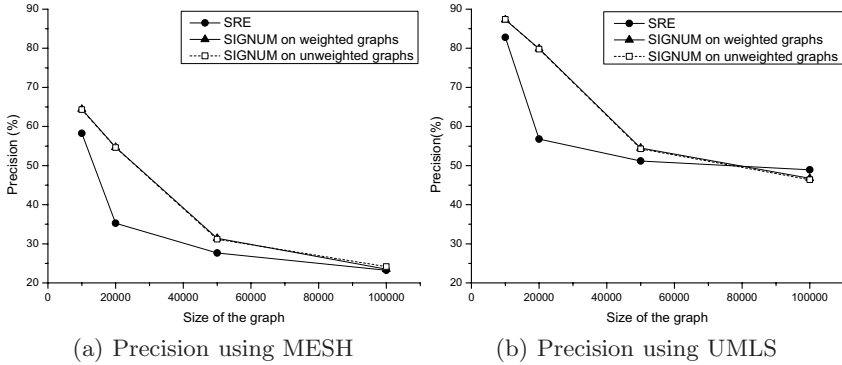 90
80
70
60
50
40
30
20
Precision (%)
SRE
SIGNUM on weighted graphs
SIGNUM on unweighted graphs
0 20000 40000 60000 80000 100000
Size of the graph
(a) Precision using MESH
90
80
70
60
50
40
30
20
Precision(%)
SRE
SIGNUM on weighted graphs
SIGNUM on unweighted graphs
0 20000 40000 60000 80000 100000
Size of the graph
(b) Precision using UMLS